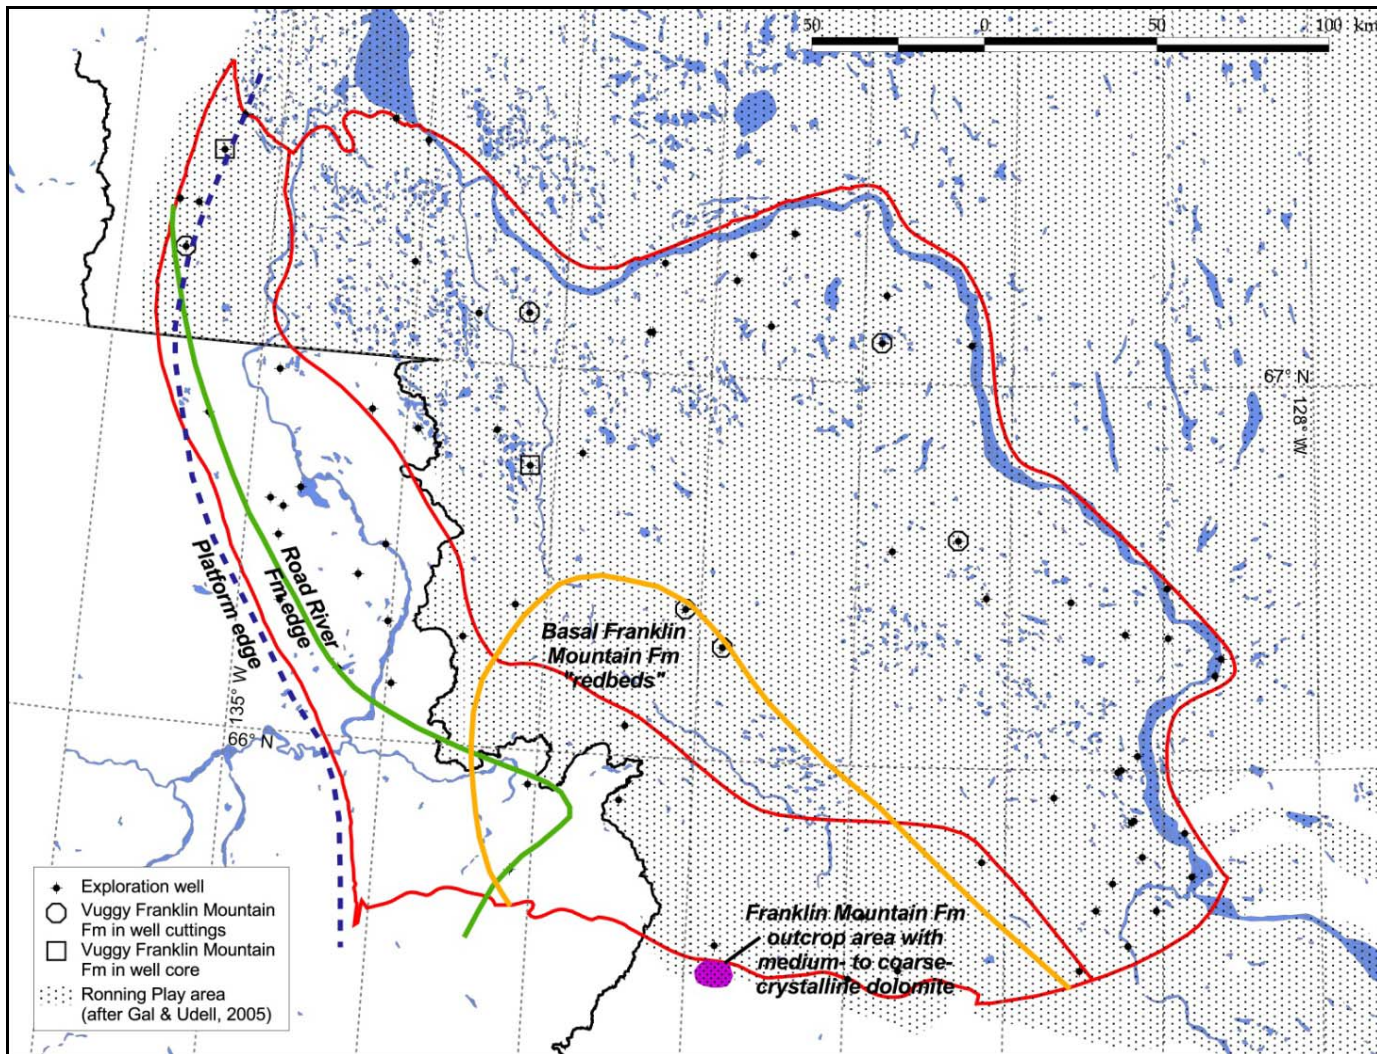 50 0 50 100 km
67° N
128° W
Platform edge
Road River
Fm edge
Basal Franklin
Mountain Fm
"redbeds"
135° W
66° N
Franklin Mountain Fm
outcrop area with
medium- to coarse-
crystalline dolomite
Exploration well
Vuggy Franklin Mountain
Fm in well cuttings
Vuggy Franklin Mountain
Fm in well core
Ronning Play area
(after Gal & Udell, 2005)